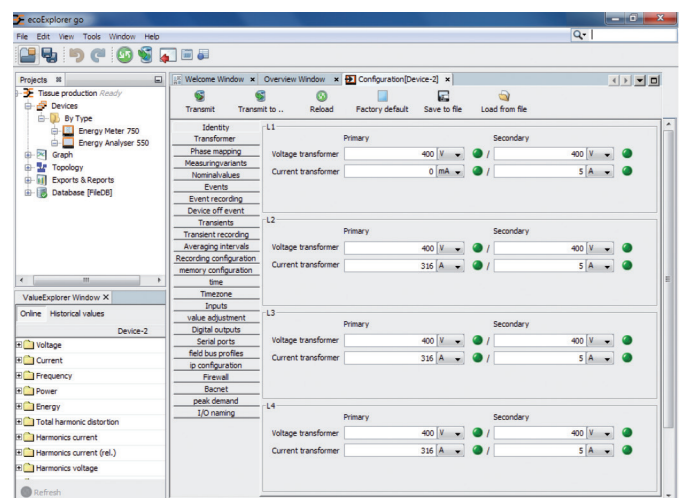 ecoExplorer go
File Edit View Tools Window Help
Projects
Tissue production Ready
Devices
By Type
Energy Meter 750
Energy Analyser 550
Graph
Topology
Exports & Reports
Database [FileDB]
ValueExplorer Window X
Online Historical values
Device-2
Voltage
Current
Frequency
Power
Energy
Total harmonic distortion
Harmonics current
Harmonics current (rel.)
Harmonics voltage
Refresh
Welcome Window Overview Window Configuration[Device-2]
Transmit Transmit to .. Reload Factory default Save to file Load from file
Identity
Transformer
Phase mapping
Measuringvariants
Nominalvalues
Events
Event recording
Device off event
Transients
Transient recording
Averaging intervals
Recording configuration
memory configuration
time
Timezone
Inputs
value adjustment
Digital outputs
Serial ports
field bus profiles
ip configuration
Firewall
Bacnet
peak demand
I/O naming
L1
Primary Secondary
Voltage transformer 400 V / 400 V
Current transformer 0 mA / 5 A
L2
Primary Secondary
Voltage transformer 400 V / 400 V
Current transformer 316 A / 5 A
L3
Primary Secondary
Voltage transformer 400 V / 400 V
Current transformer 316 A / 5 A
L4
Primary Secondary
Voltage transformer 400 V / 400 V
Current transformer 316 A / 5 A